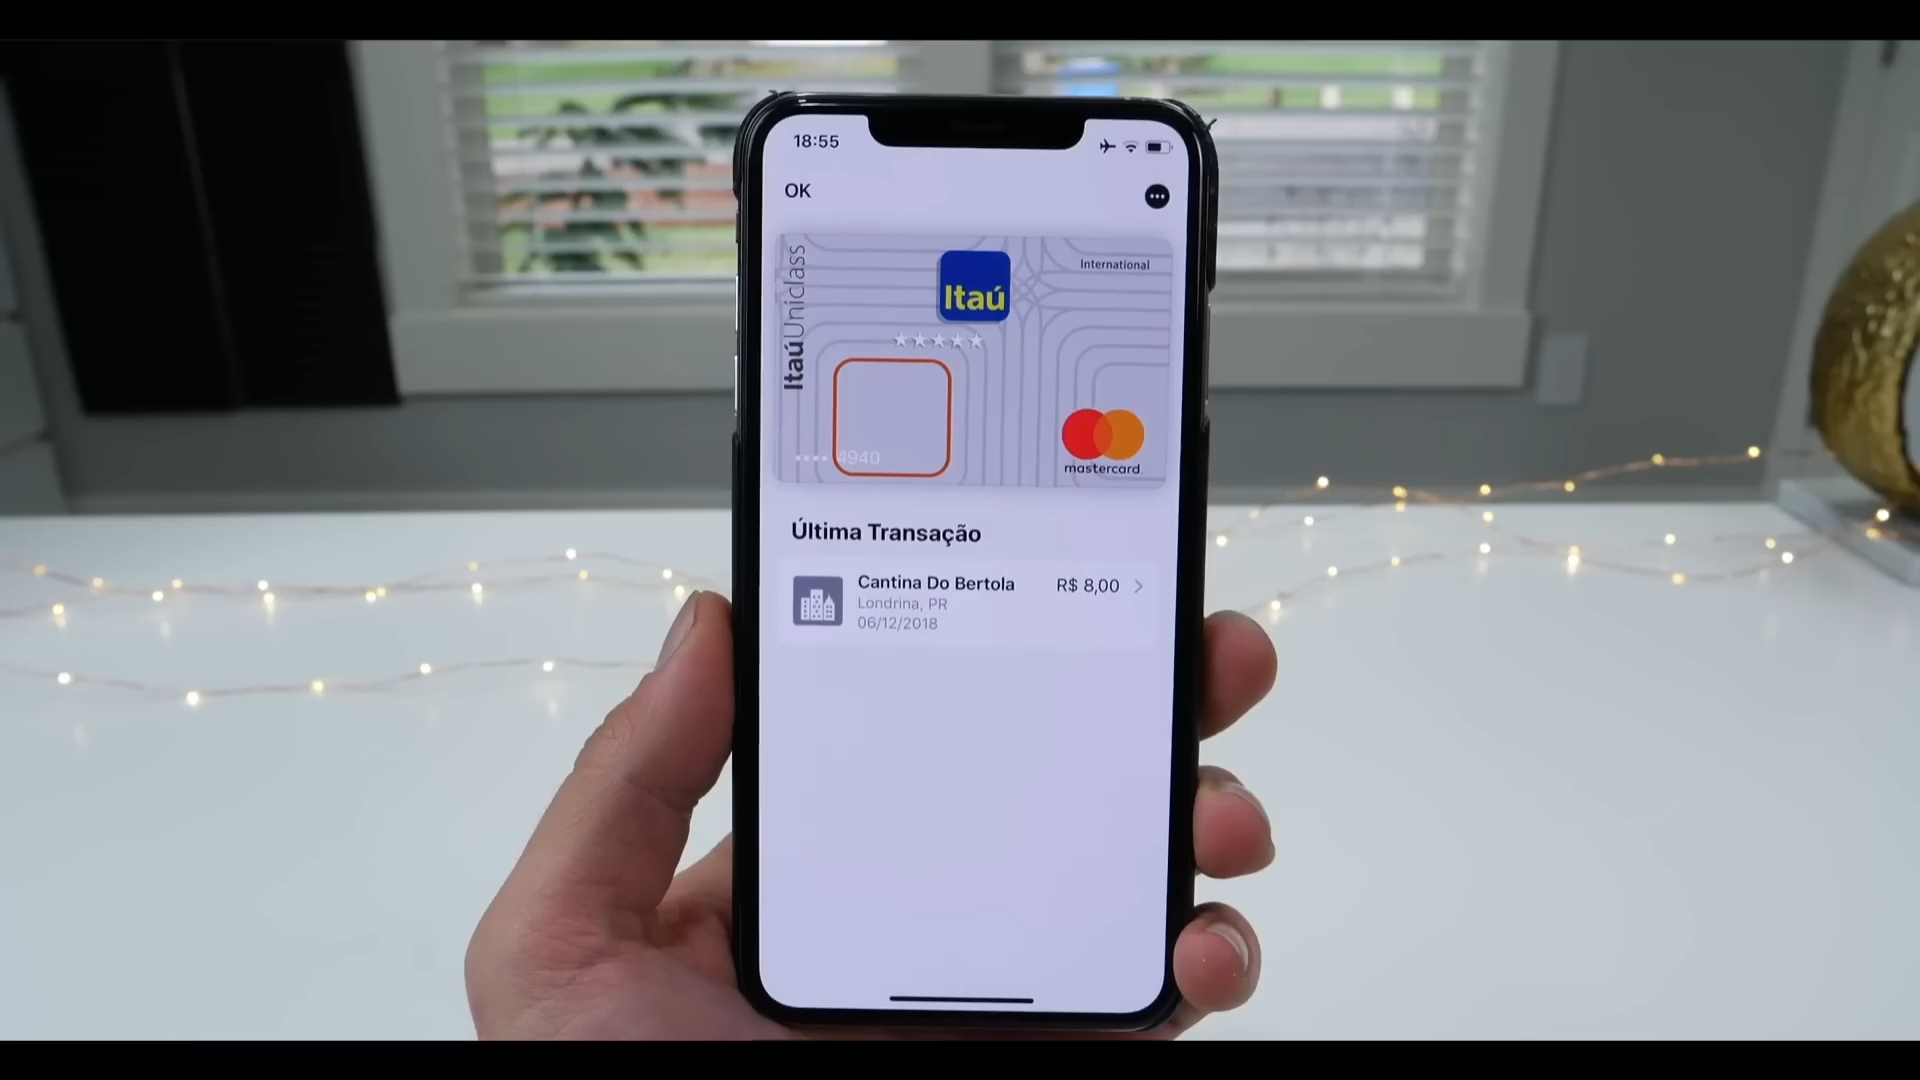 18:55
OK
ItaúUniclass
Itaú
International
★★★★★
•••• 4940
mastercard
Última Transação
Cantina Do Bertola
R$ 8,00
Londrina, PR
06/12/2018